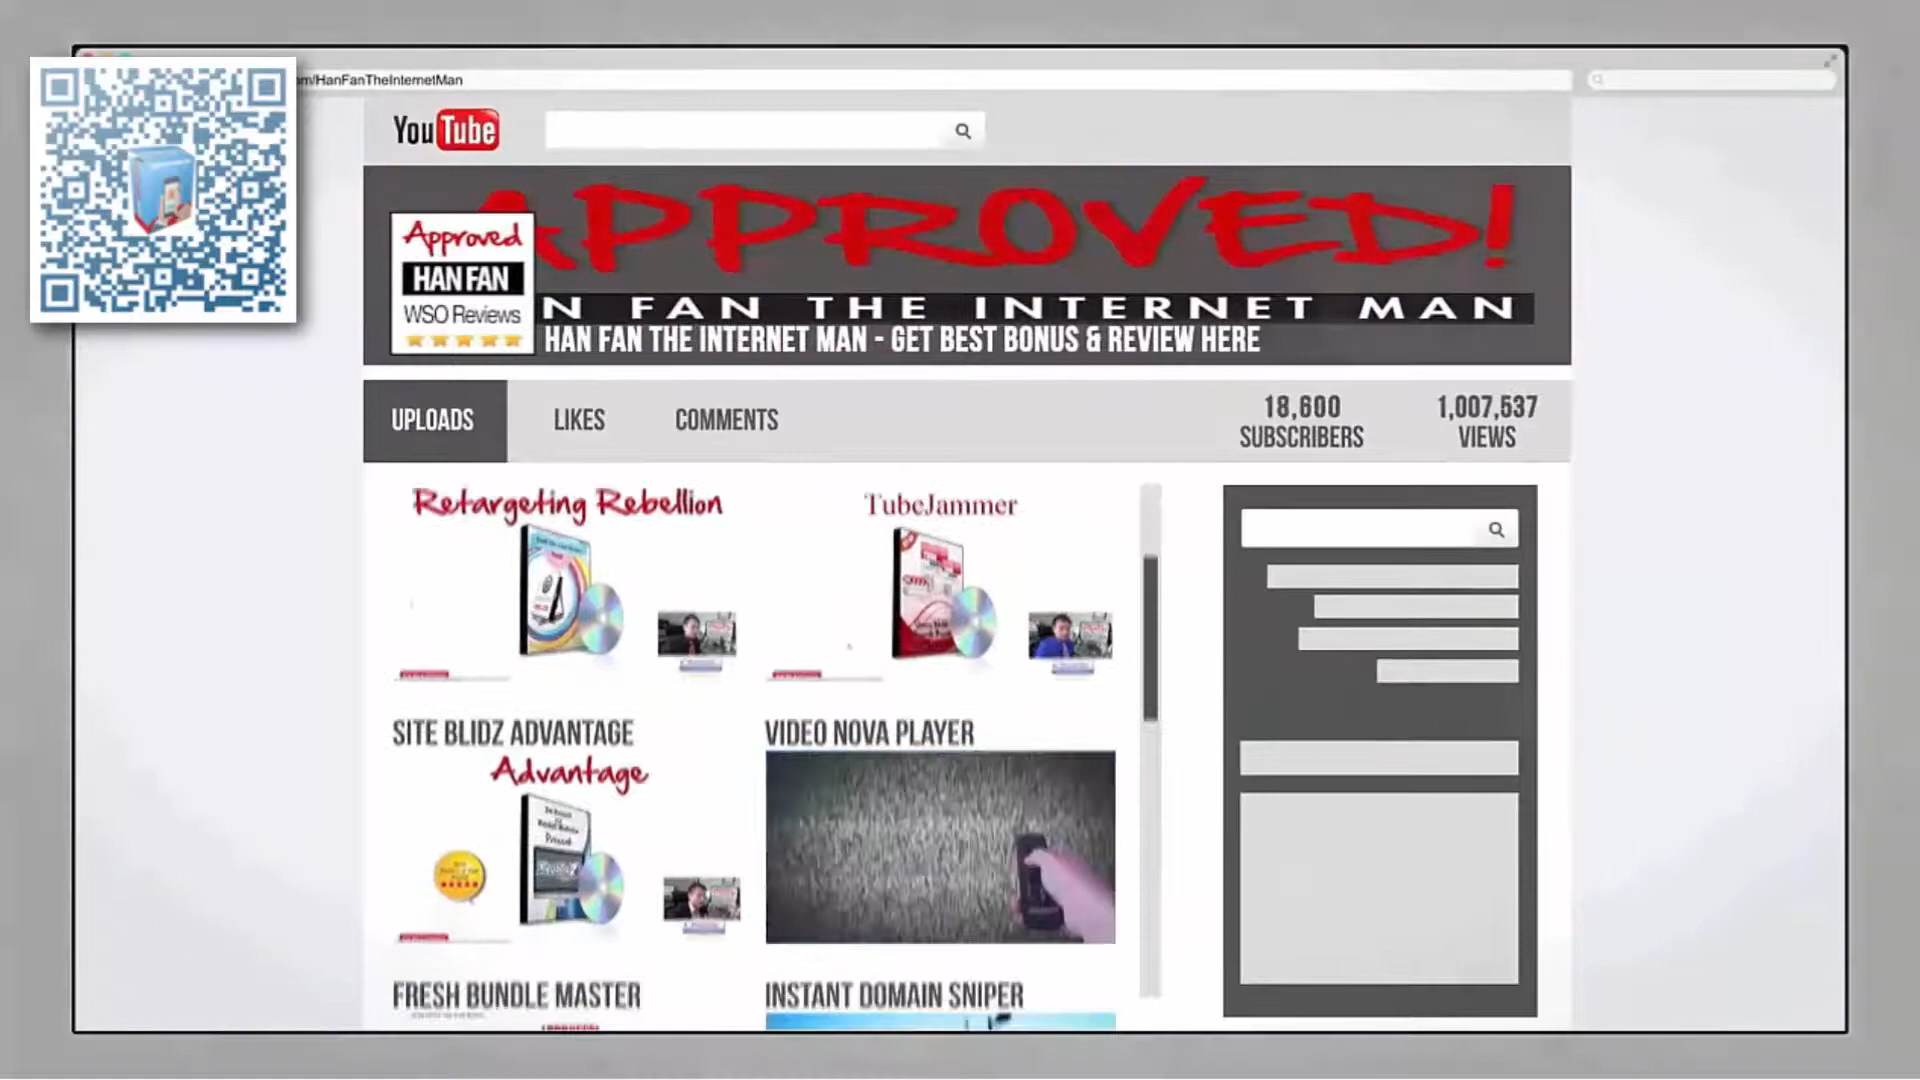 om/HanFanTheInternetMan
YouTube
APPROVED!
Approved
HAN FAN
WSO Reviews
N FAN THE INTERNET MAN
HAN FAN THE INTERNET MAN - GET BEST BONUS & REVIEW HERE
UPLOADS
LIKES
COMMENTS
18,600
SUBSCRIBERS
1,007,537
VIEWS
Retargeting Rebellion
TubeJammer
SITE BLIDZ ADVANTAGE
VIDEO NOVA PLAYER
Advantage
FRESH BUNDLE MASTER
INSTANT DOMAIN SNIPER